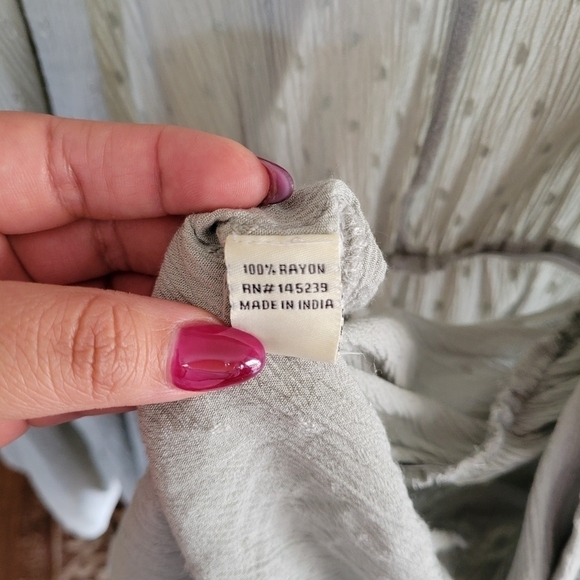 100% RAYON
RN# 145239
MADE IN INDIA